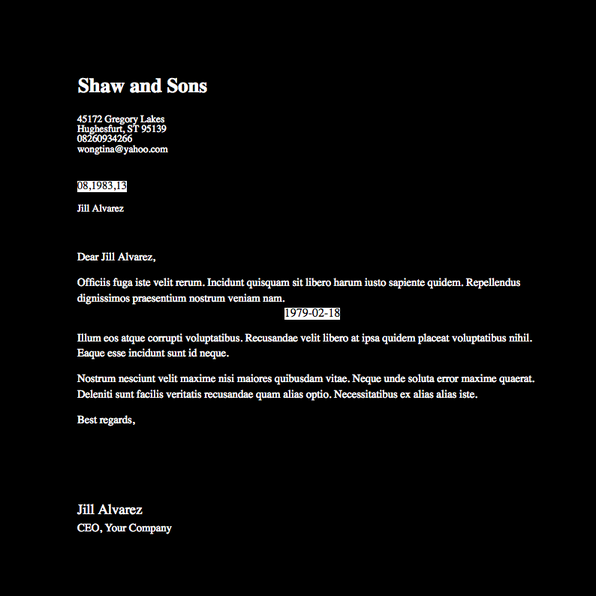 Shaw and Sons
45172 Gregory Lakes
Hughesfurt, ST 95139
08260934266
wongtina@yahoo.com
08,1983,13
Jill Alvarez
Dear Jill Alvarez,
Officiis fuga iste velit rerum. Incidunt quisquam sit libero harum iusto sapiente quidem. Repellendus
dignissimos praesentium nostrum veniam nam.
1979-02-18
Illum eos atque corrupti voluptatibus. Recusandae velit libero at ipsa quidem placeat voluptatibus nihil.
Eaque esse incidunt sunt id neque.
Nostrum nesciunt velit maxime nisi maiores quibusdam vitae. Neque unde soluta error maxime quaerat.
Deleniti sunt facilis veritatis recusandae quam alias optio. Necessitatibus ex alias alias iste.
Best regards,
Jill Alvarez
CEO, Your Company